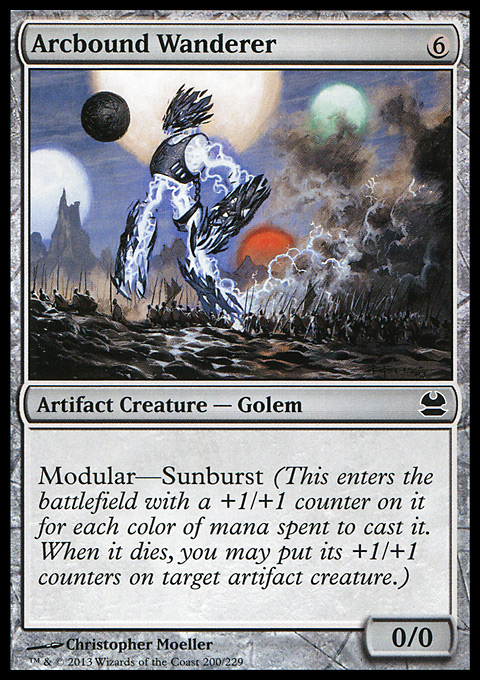 Arcbound Wanderer 6
Artifact Creature — Golem
Modular—Sunburst (This enters the
battlefield with a +1/+1 counter on it
for each color of mana spent to cast it.
When it dies, you may put its +1/+1
counters on target artifact creature.)
Christopher Moeller
™ & © 2013 Wizards of the Coast 200/229
0/0